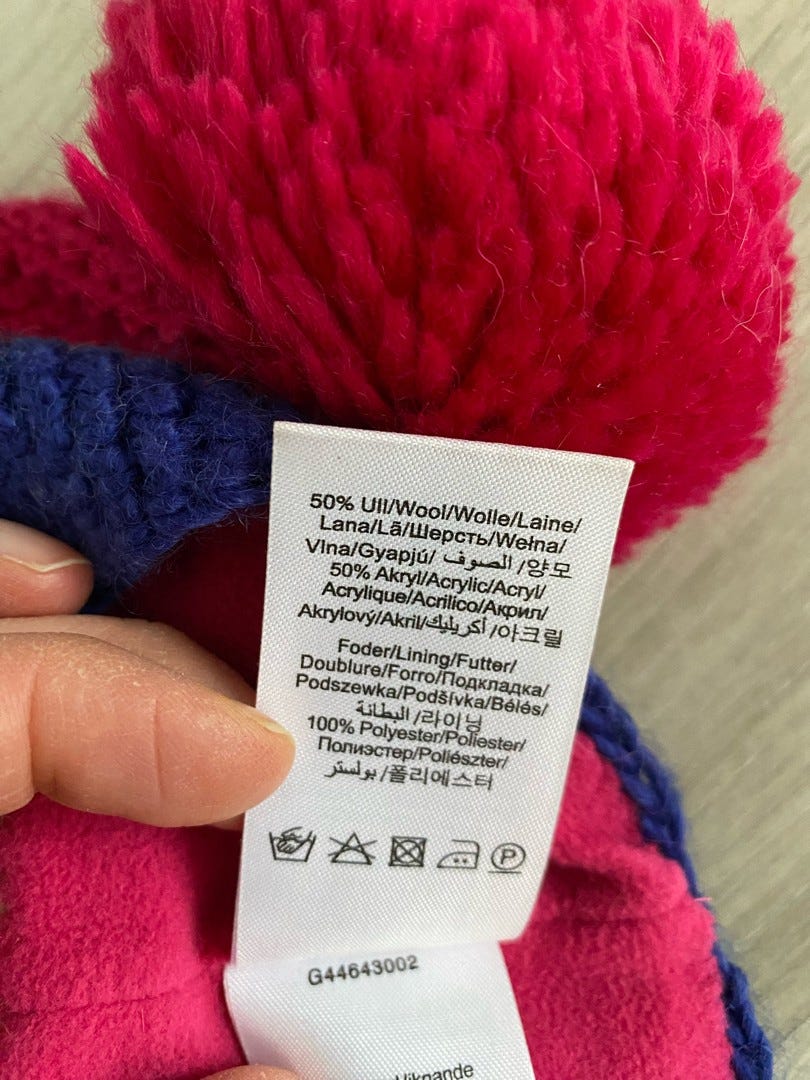 50% Ull/Wool/Wolle/Laine/
Lana/Lã/Шерсть/Wełna/
Vlna/Gyapjú/الصوف/양모
50% Akryl/Acrylic/Acryl/
Acrylique/Acrilico/Акрил/
Akrylový/Akril/أكريليك/아크릴
Foder/Lining/Futter/
Doublure/Forro/Подкладка/
Podszewka/Podšívka/Bélés/
البطانة/라이닝
100% Polyester/Poliester/
Полиэстер/Poliészter/
بولستر/폴리에스터
P
G44643002